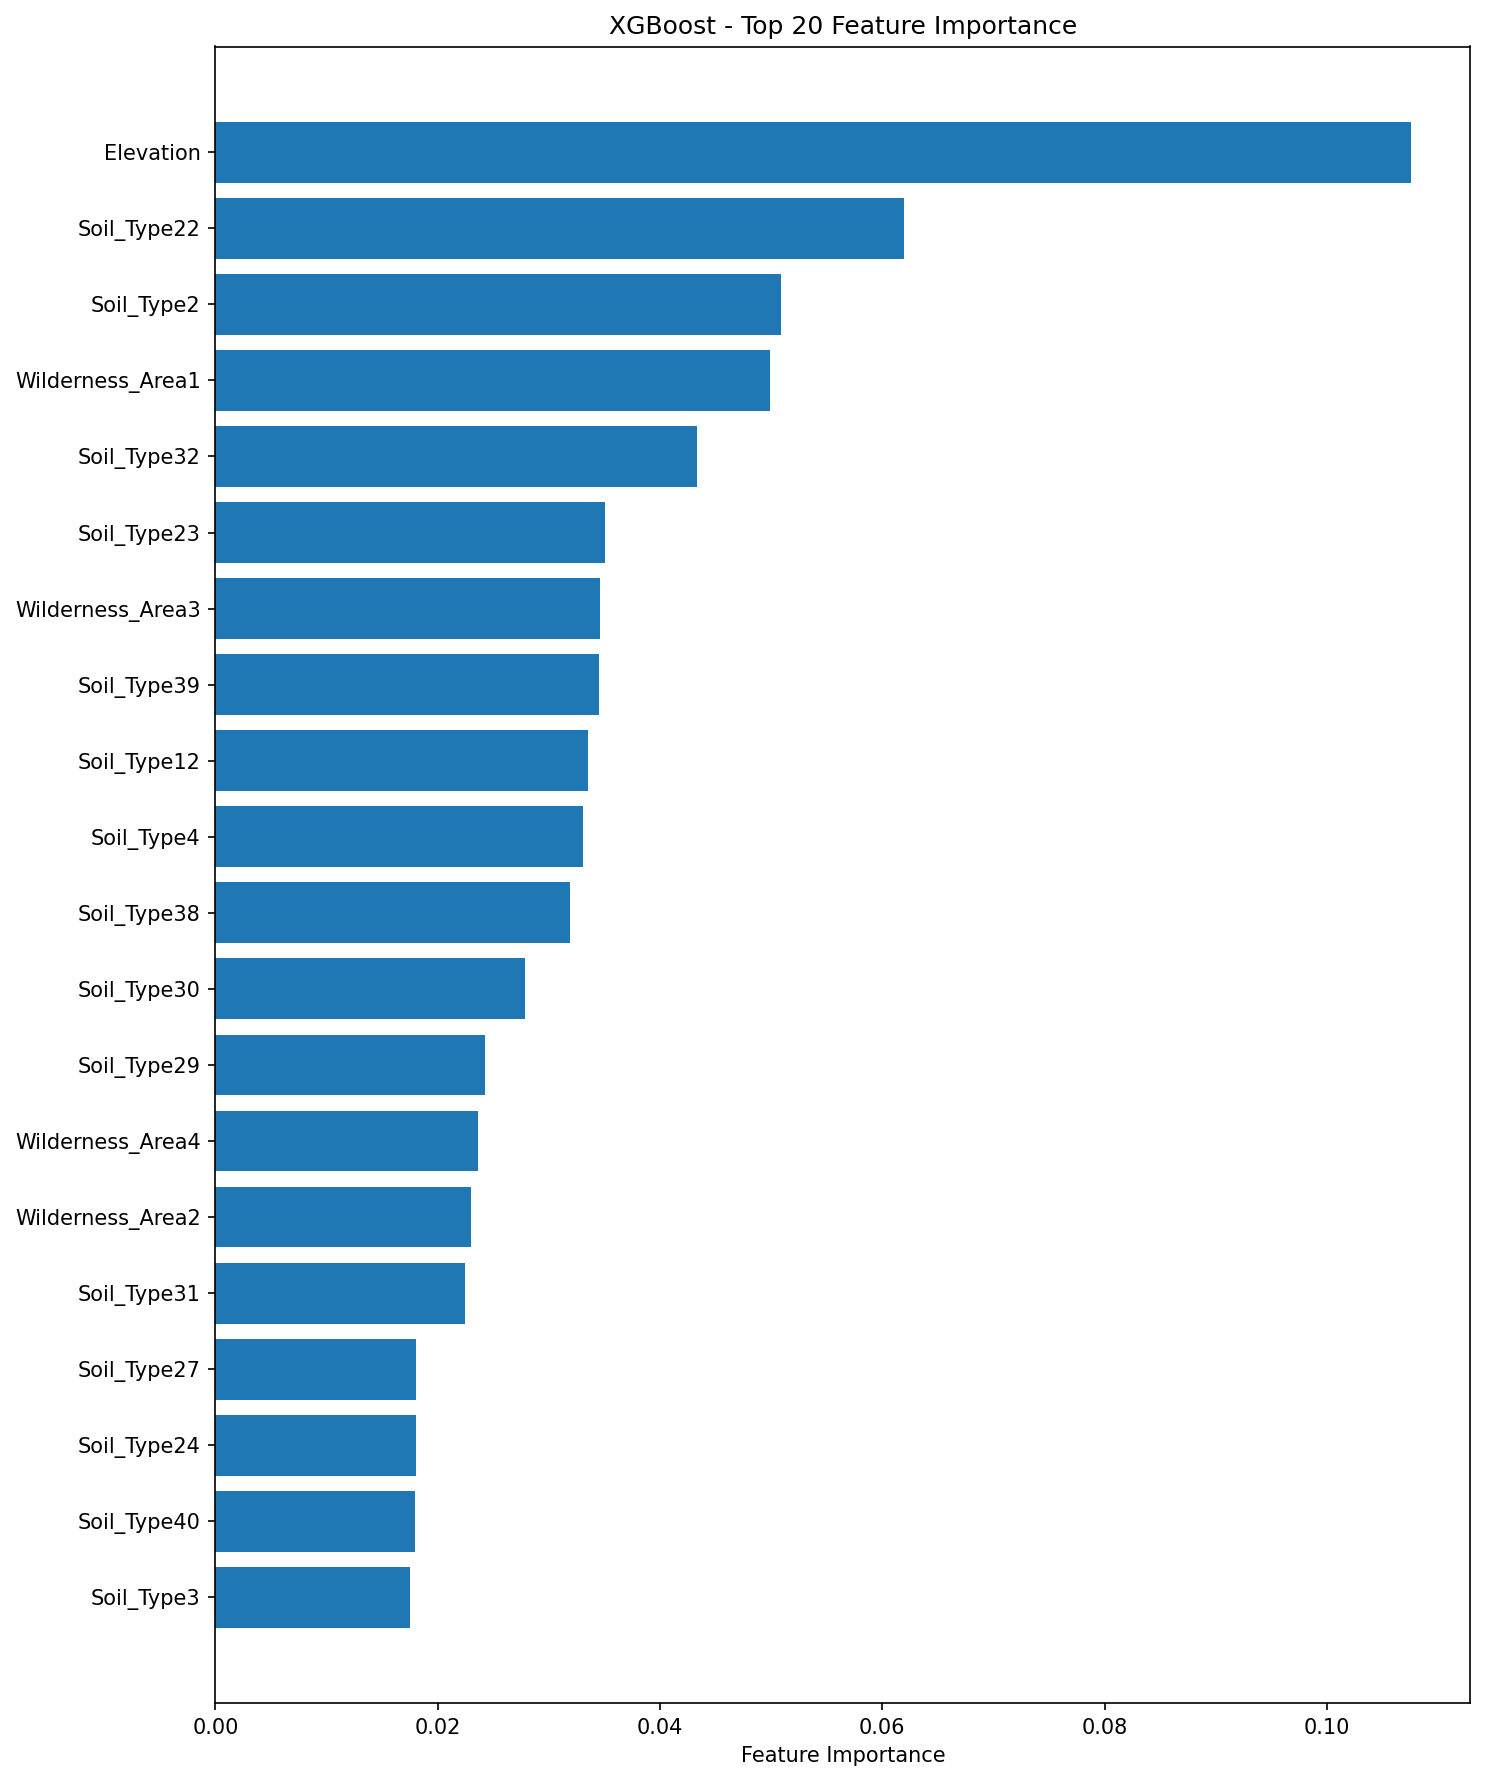 XGBoost - Top 20 Feature Importance
Elevation
Soil_Type22
Soil_Type2
Wilderness_Area1
Soil_Type32
Soil_Type23
Wilderness_Area3
Soil_Type39
Soil_Type12
Soil_Type4
Soil_Type38
Soil_Type30
Soil_Type29
Wilderness_Area4
Wilderness_Area2
Soil_Type31
Soil_Type27
Soil_Type24
Soil_Type40
Soil_Type3
0.00 0.02 0.04 0.06 0.08 0.10
Feature Importance